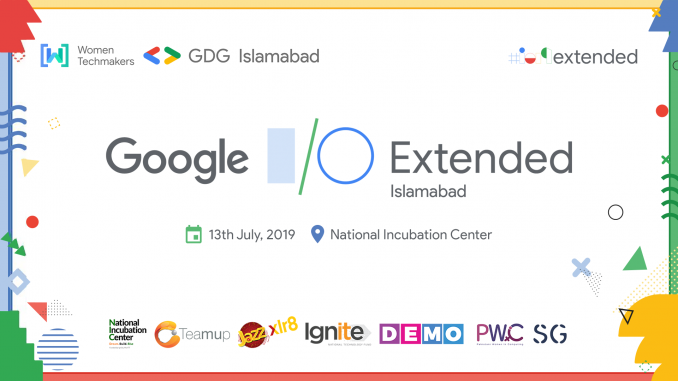 Women
Techmakers
GDG Islamabad
extended
Google I/O Extended
Islamabad
13th July, 2019
National Incubation Center
National
Incubation
Center
Teamup
Jazz xlr8
Ignite
DEMO
PWiC
SG